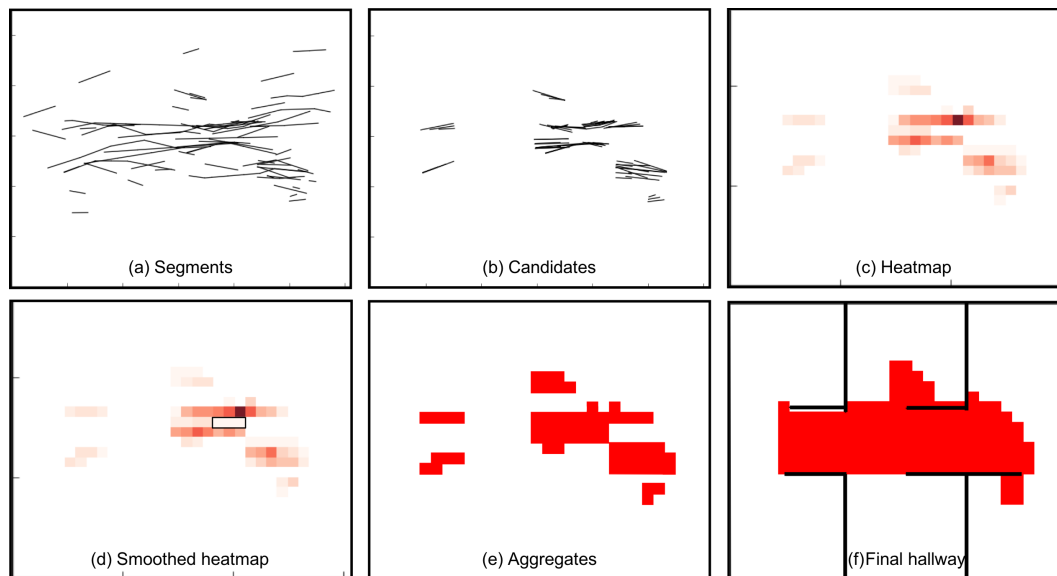 (a) Segments
(b) Candidates
(c) Heatmap
(d) Smoothed heatmap
(e) Aggregates
(f)Final hallway